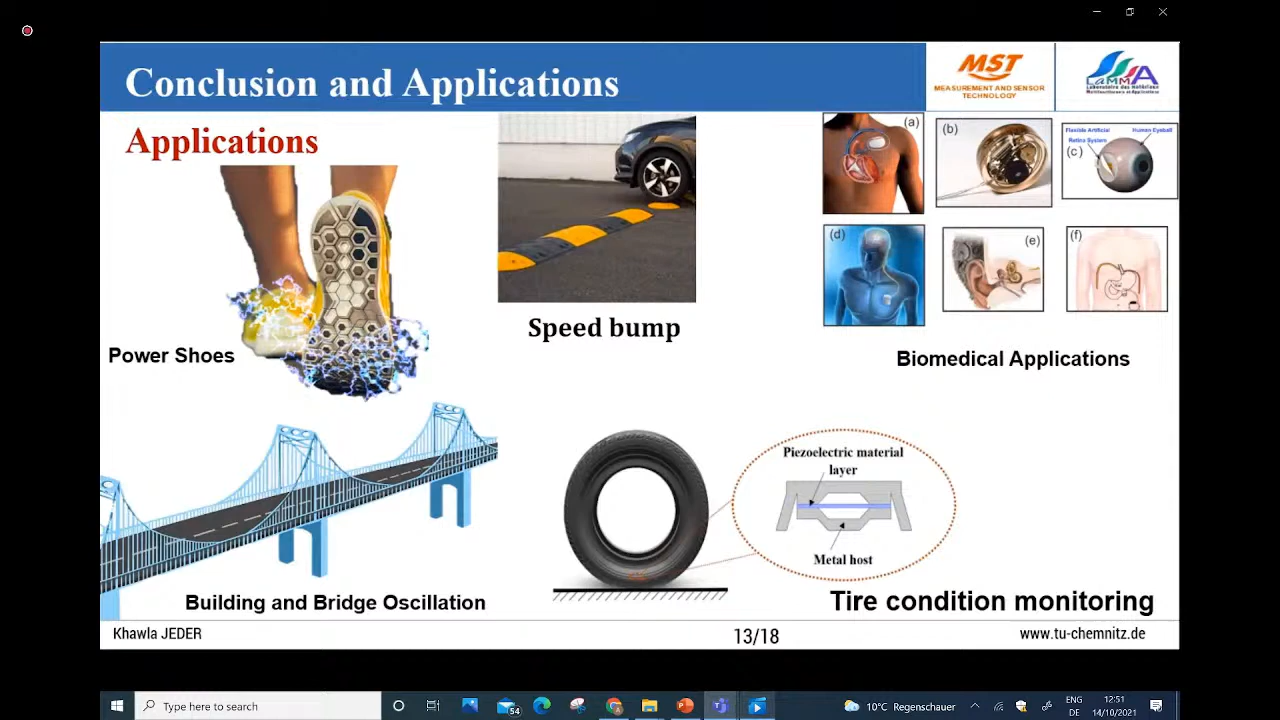 Conclusion and Applications
MST
MEASUREMENT AND SENSOR
TECHNOLOGY
LaMMA
Laboratoire des Matériaux
Multifonctionnels et Applications
Applications
Power Shoes
Speed bump
(a)
(b)
Flexible Artificial
Retina System
Human Eyeball
(c)
(d)
(e)
(f)
Biomedical Applications
Building and Bridge Oscillation
Piezoelectric material
layer
Metal host
Tire condition monitoring
Khawla JEDER
13/18
www.tu-chemnitz.de
Type here to search
54
10°C Regenschauer
ENG
DE
12:51
14/10/2021